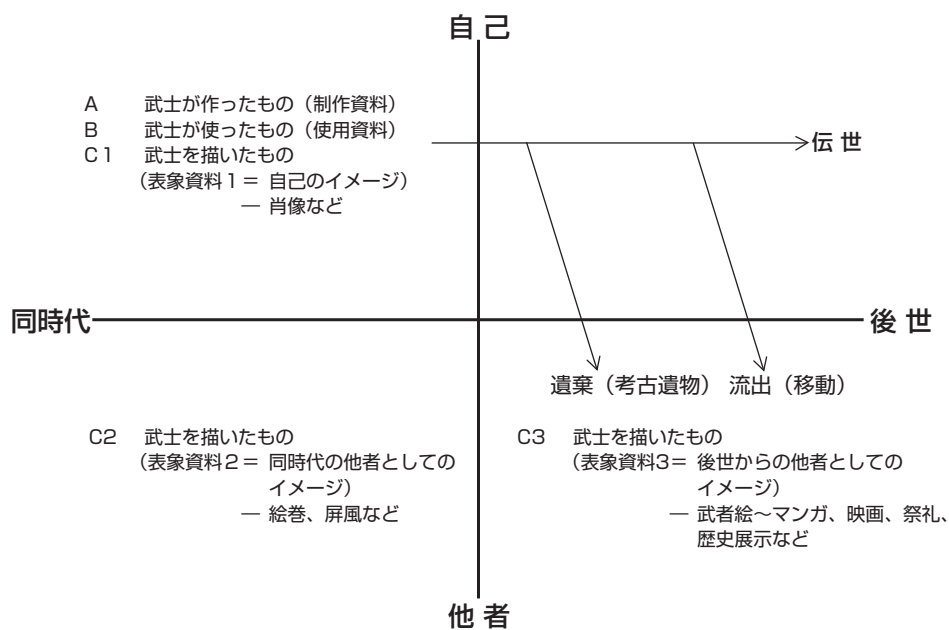 自 己
A 武士が作ったもの（制作資料）
B 武士が使ったもの（使用資料）
C1 武士を描いたもの
（表象資料1＝ 自己のイメージ）
― 肖像など
伝 世
同時代
後 世
遺棄（考古遺物） 流出（移動）
C2 武士を描いたもの
（表象資料2＝ 同時代の他者としての
イメージ）
― 絵巻、屏風など
C3 武士を描いたもの
（表象資料3＝ 後世からの他者としての
イメージ）
― 武者絵～マンガ、映画、祭礼、
歴史展示など
他 者